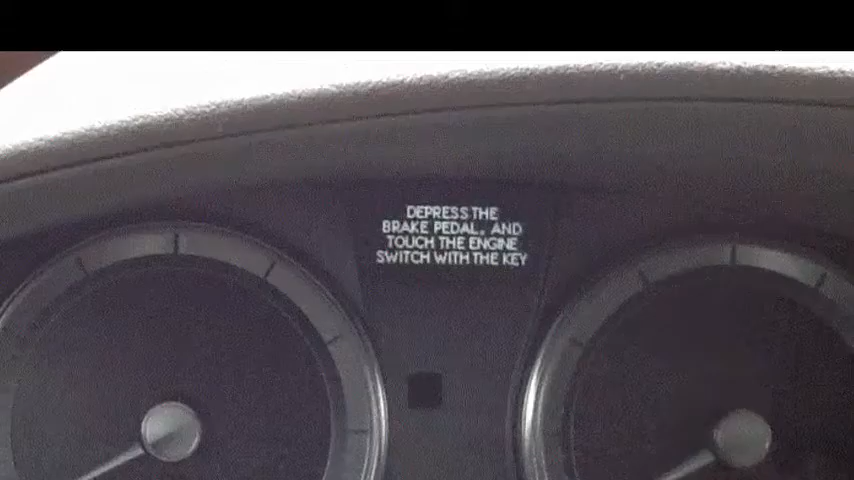 DEPRESS THE
BRAKE PEDAL, AND
TOUCH THE ENGINE
SWITCH WITH THE KEY